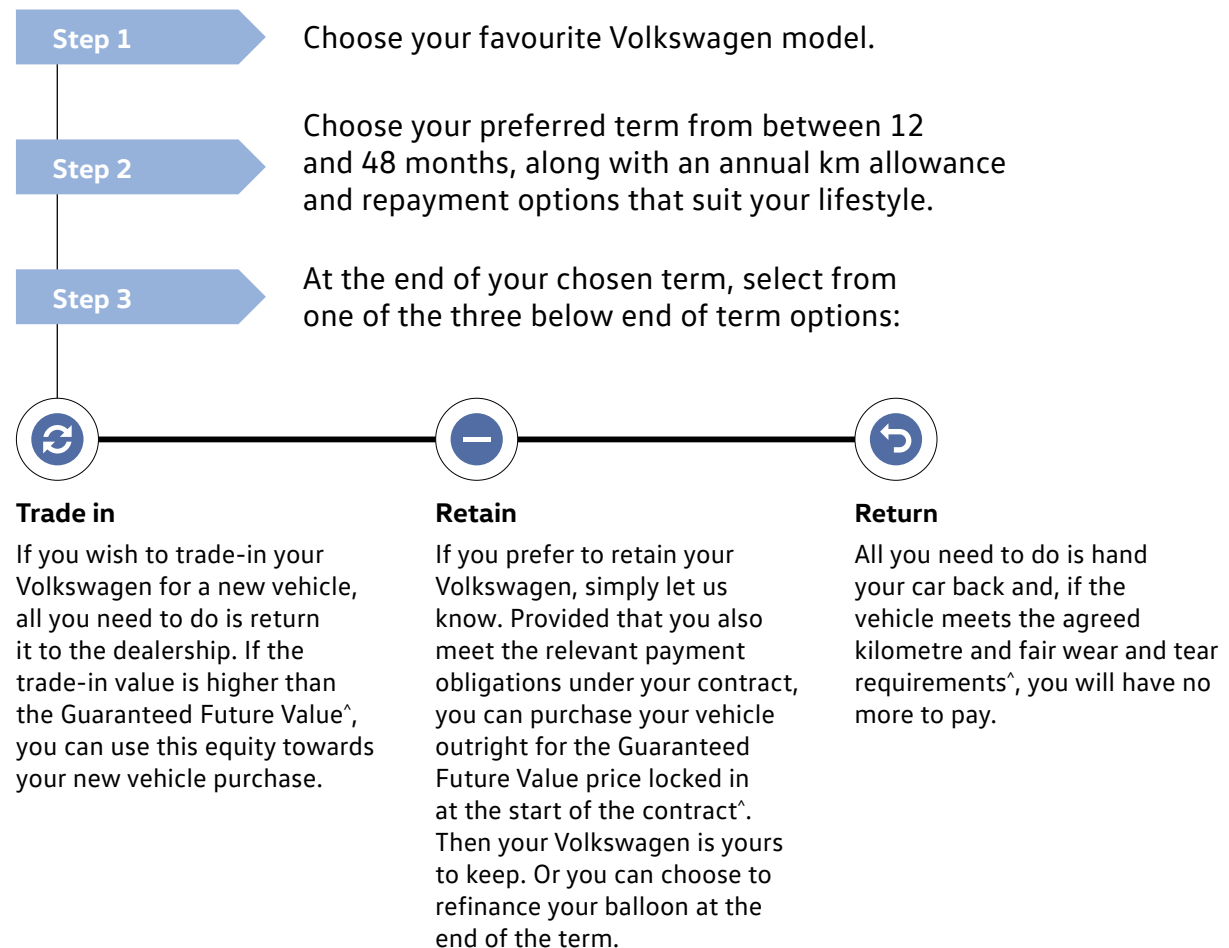 Step 1
Choose your favourite Volkswagen model.
Step 2
Choose your preferred term from between 12
and 48 months, along with an annual km allowance
and repayment options that suit your lifestyle.
Step 3
At the end of your chosen term, select from
one of the three below end of term options:
Trade in
If you wish to trade-in your
Volkswagen for a new vehicle,
all you need to do is return
it to the dealership. If the
trade-in value is higher than
the Guaranteed Future Value^,
you can use this equity towards
your new vehicle purchase.
Retain
If you prefer to retain your
Volkswagen, simply let us
know. Provided that you also
meet the relevant payment
obligations under your contract,
you can purchase your vehicle
outright for the Guaranteed
Future Value price locked in
at the start of the contract^.
Then your Volkswagen is yours
to keep. Or you can choose to
refinance your balloon at the
end of the term.
Return
All you need to do is hand
your car back and, if the
vehicle meets the agreed
kilometre and fair wear and tear
requirements^, you will have no
more to pay.